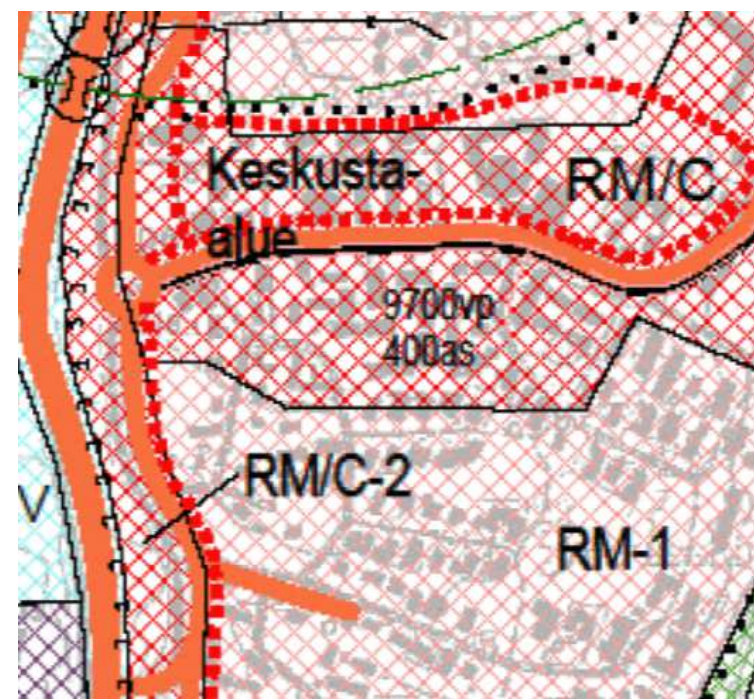 Keskusta-
alue
RM/C
9700vp
400as
RM/C-2
RM-1
V